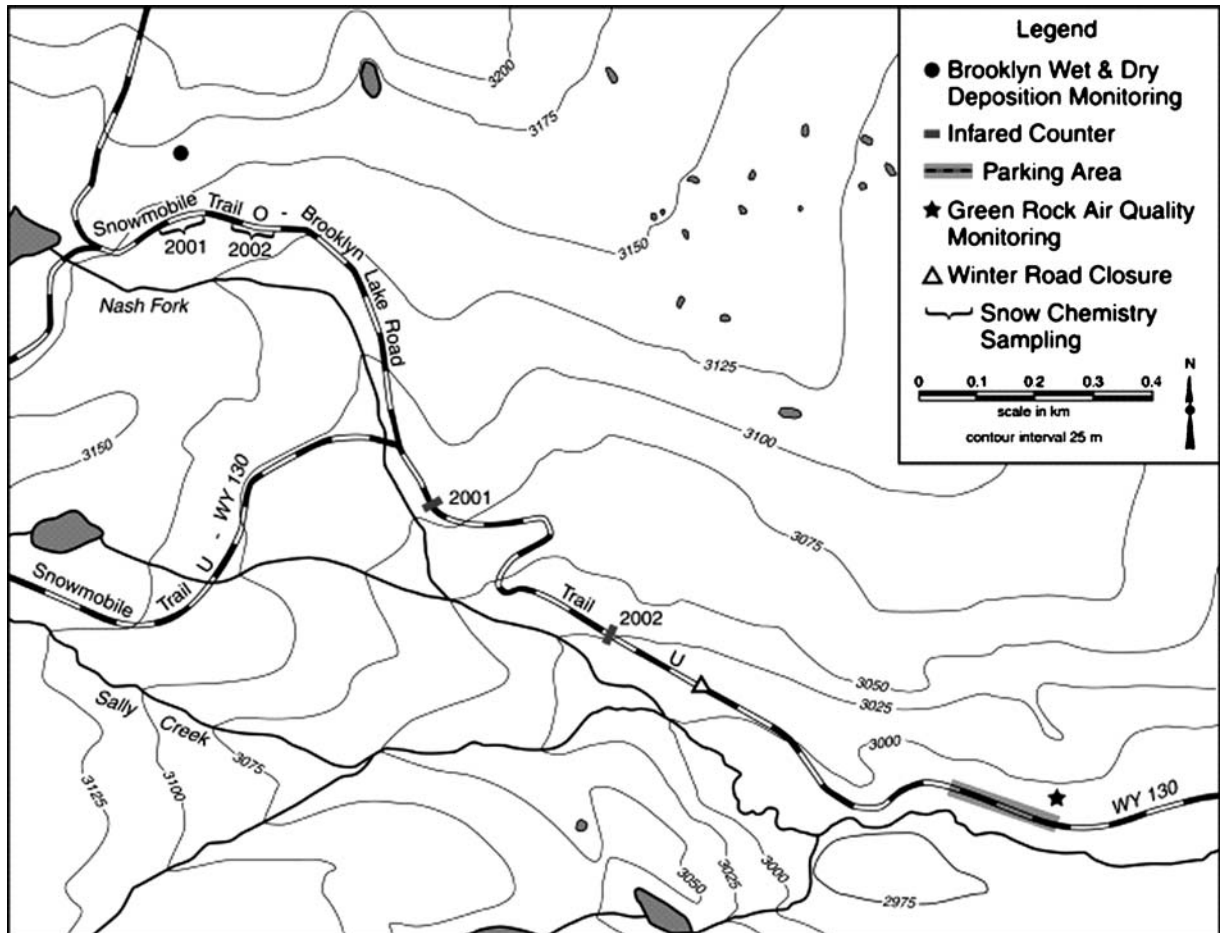 Legend
Brooklyn Wet & Dry
Deposition Monitoring
Infared Counter
Parking Area
Green Rock Air Quality
Monitoring
Winter Road Closure
Snow Chemistry
Sampling
0 0.1 0.2 0.3 0.4
scale in km
contour interval 25 m
N
3200
3175
3150
3125
3100
3075
3050
3025
3000
Snowmobile Trail O - Brooklyn Lake Road
2001
2002
Nash Fork
3150
Snowmobile Trail U - WY 130
2001
Trail U
2002
Sally Creek
3125
3100
3075
3050
3025
3000
2975
WY 130